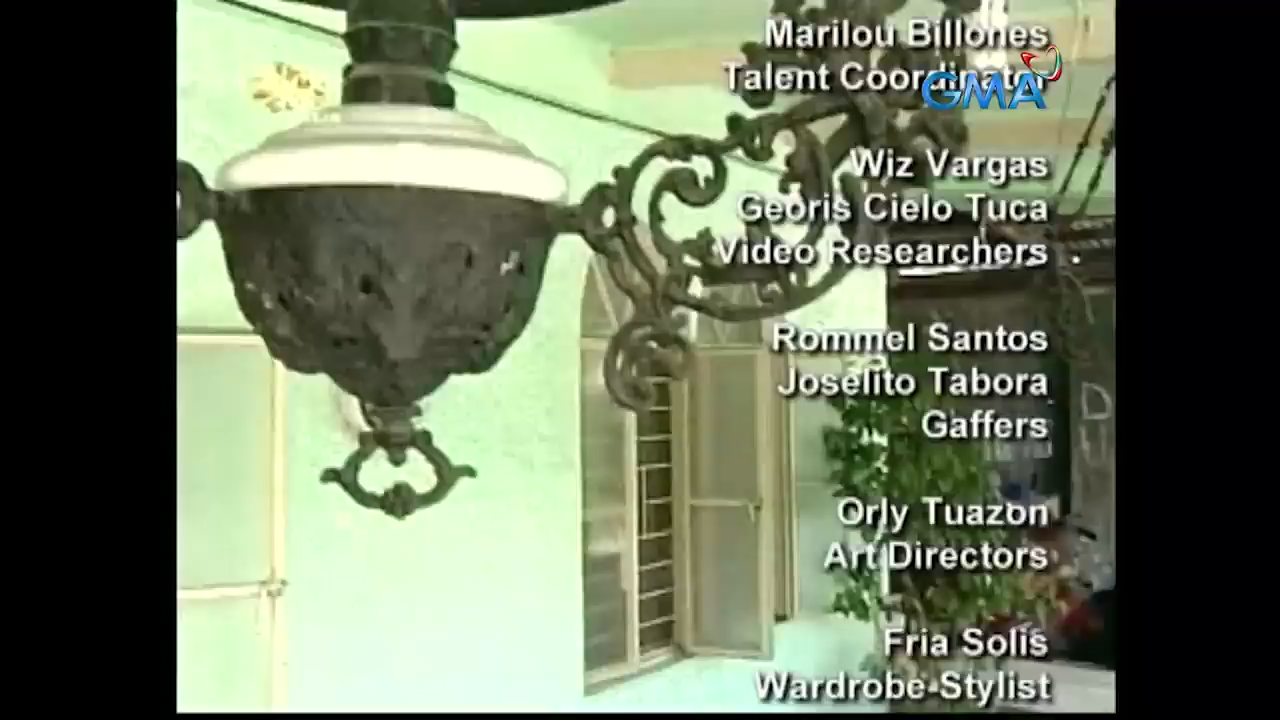 Marilou Billones
Talent Coordinator
GMA
Wiz Vargas
Georis Cielo Tuca
Video Researchers
Rommel Santos
Joselito Tabora
Gaffers
Orly Tuazon
Art Directors
Fria Solis
Wardrobe Stylist